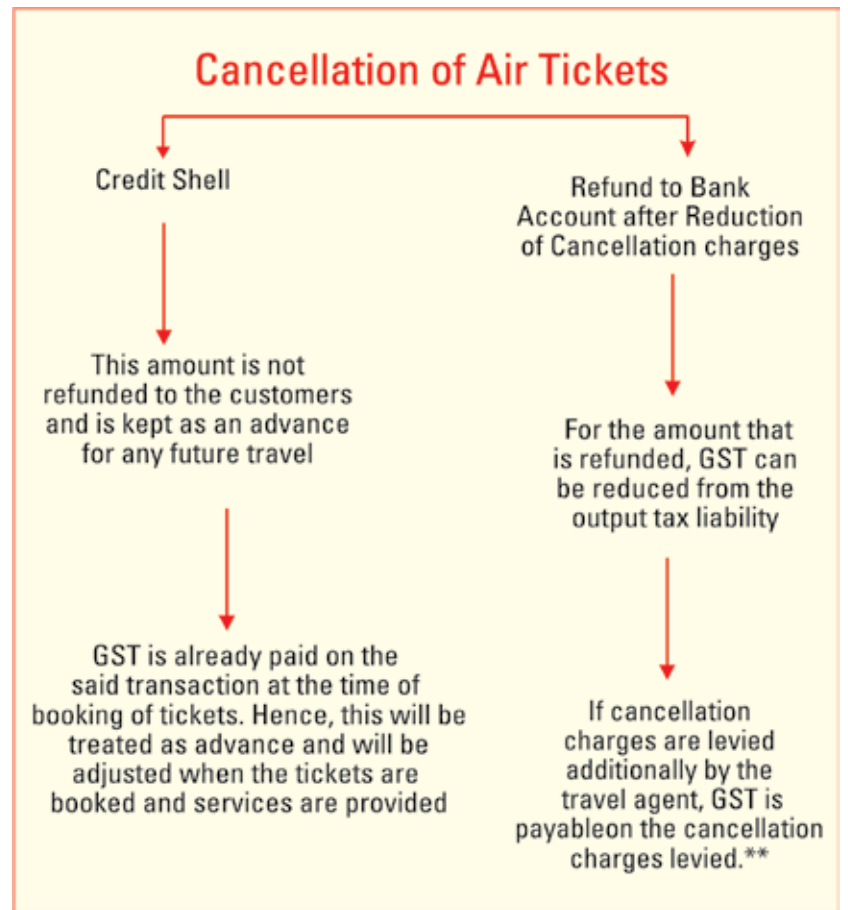 Cancellation of Air Tickets
Credit Shell
This amount is not
refunded to the customers
and is kept as an advance
for any future travel
GST is already paid on the
said transaction at the time of
booking of tickets. Hence, this will be
treated as advance and will be
adjusted when the tickets are
booked and services are provided
Refund to Bank
Account after Reduction
of Cancellation charges
For the amount that
is refunded, GST can
be reduced from the
output tax liability
If cancellation
charges are levied
additionally by the
travel agent, GST is
payableon the cancellation
charges levied.**